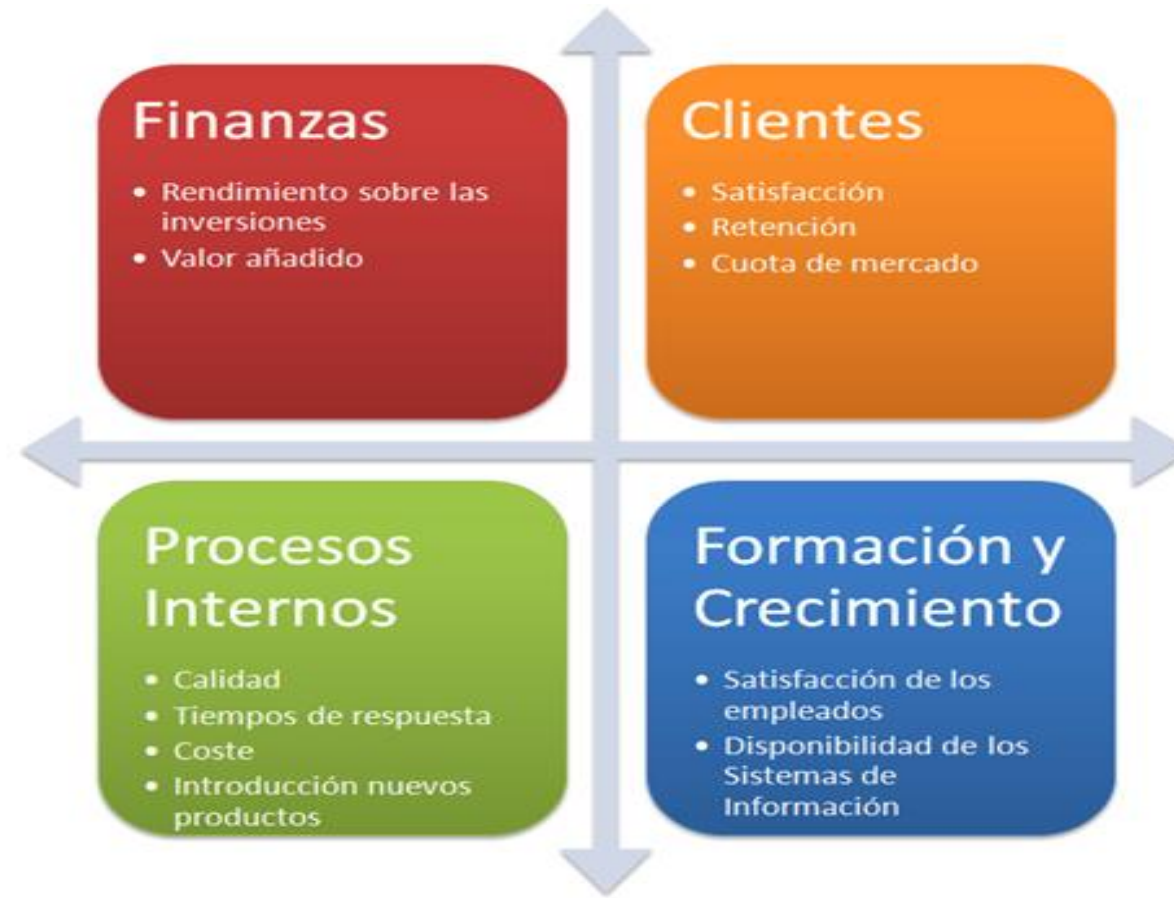 Finanzas
• Rendimiento sobre las
inversiones
• Valor añadido
Clientes
• Satisfacción
• Retención
• Cuota de mercado
Procesos
Internos
• Calidad
• Tiempos de respuesta
• Coste
• Introducción nuevos
productos
Formación y
Crecimiento
• Satisfacción de los
empleados
• Disponibilidad de los
Sistemas de
Información